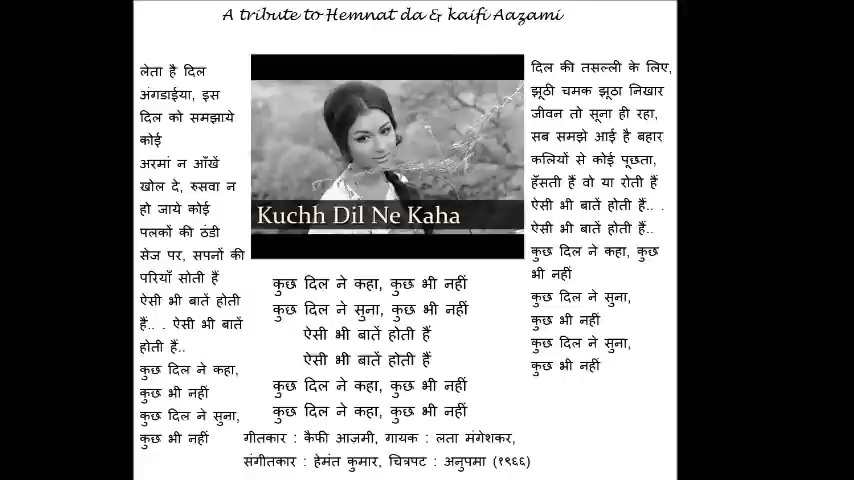 A tribute to Hemnat da & kaifi Aazami
लेता है दिल
अंगडाईया, इस
दिल को समझाये
कोई
अरमां न आँखें
खोल दे, रुसवा न
हो जाये कोई
पलकों की ठंडी
सेज पर, सपनों की
परियाँ सोती हैं
ऐसी भी बातें होती
हैं.. . ऐसी भी बातें
होती हैं..
कुछ दिल ने कहा,
कुछ भी नहीं
कुछ दिल ने सुना,
कुछ भी नहीं
Kuchh Dil Ne Kaha
कुछ दिल ने कहा, कुछ भी नहीं
कुछ दिल ने सुना, कुछ भी नहीं
ऐसी भी बातें होती हैं
ऐसी भी बातें होती हैं
कुछ दिल ने कहा, कुछ भी नहीं
कुछ दिल ने कहा, कुछ भी नहीं
दिल की तसल्ली के लिए,
झूठी चमक झूठा निखार
जीवन तो सूना ही रहा,
सब समझे आई है बहार
कलियों से कोई पूछता,
हँसती हैं वो या रोती हैं
ऐसी भी बातें होती हैं.. .
ऐसी भी बातें होती हैं..
कुछ दिल ने कहा, कुछ
भी नहीं
कुछ दिल ने सुना,
कुछ भी नहीं
कुछ दिल ने सुना,
कुछ भी नहीं
गीतकार : कैफी आज़मी, गायक : लता मंगेशकर,
संगीतकार : हेमंत कुमार, चित्रपट : अनुपमा (१९६६)